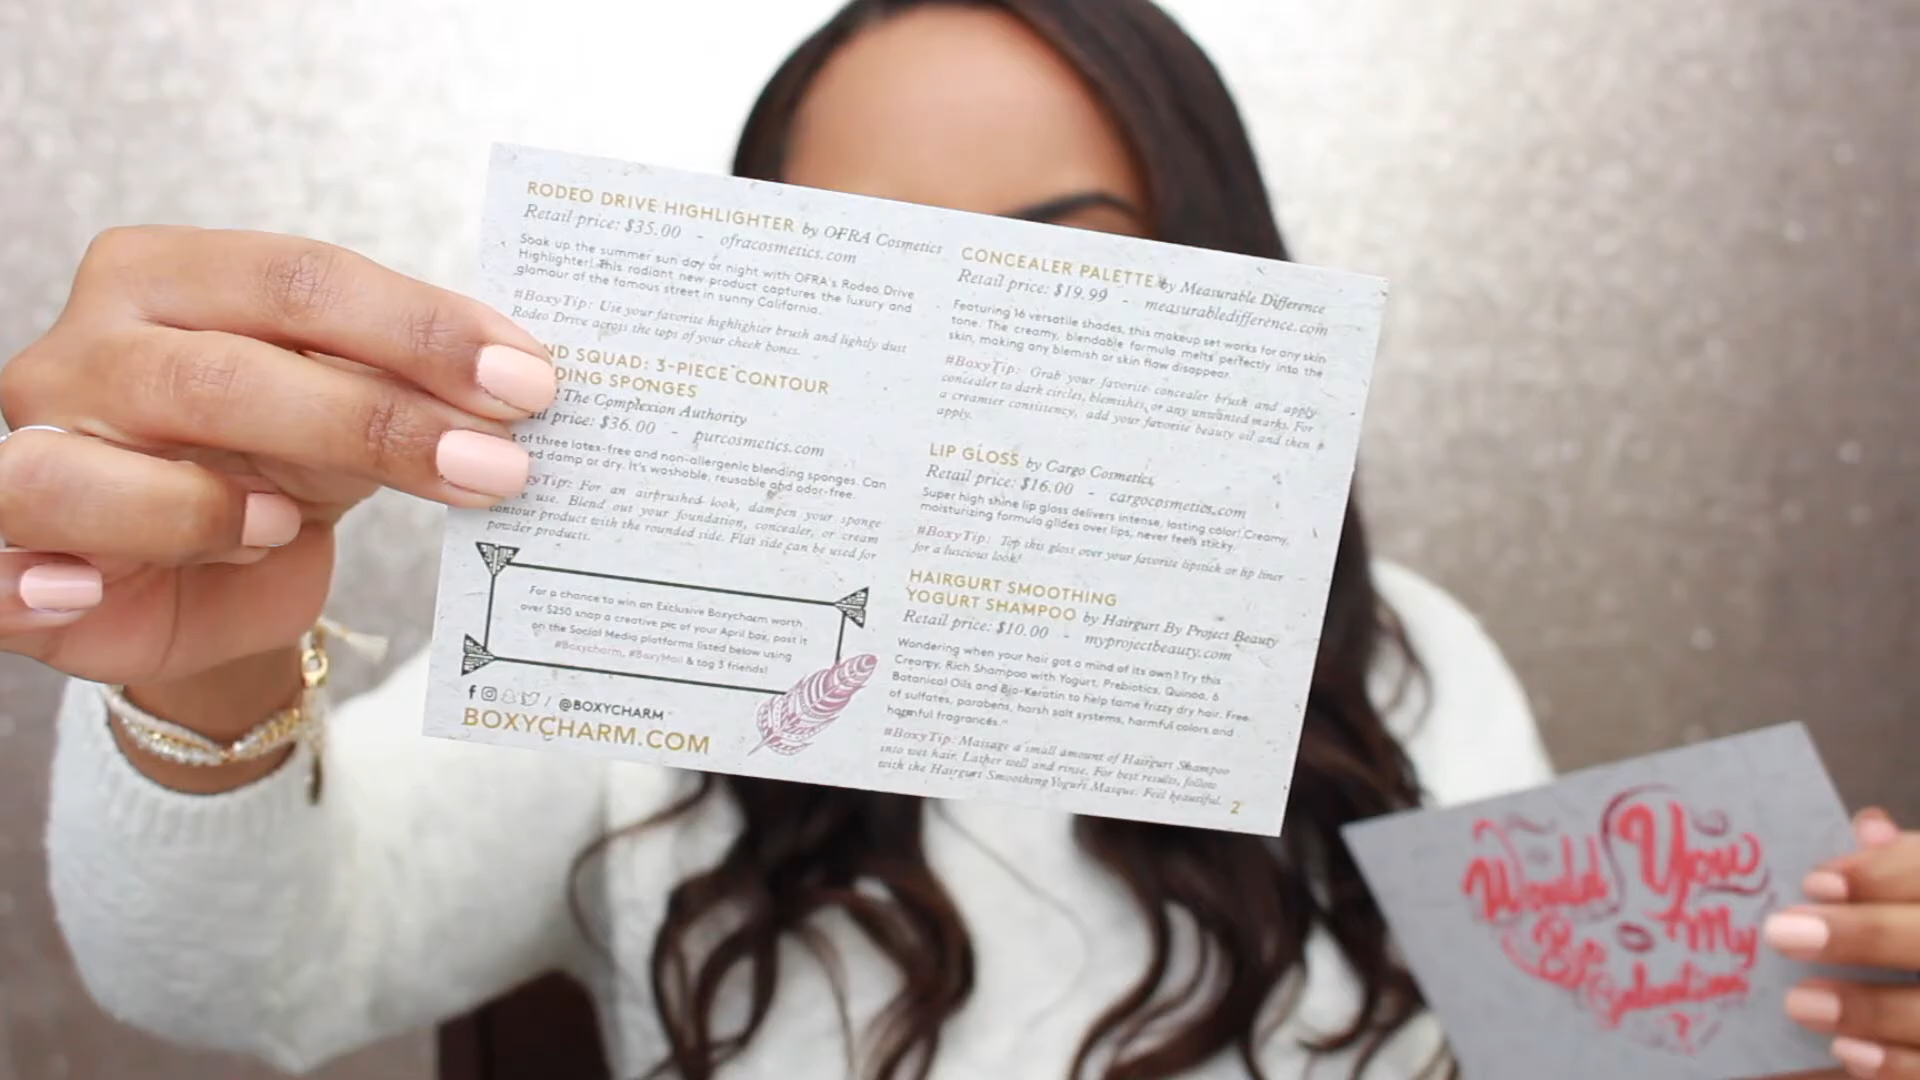 RODEO DRIVE HIGHLIGHTER by OFRA Cosmetics
Retail price: $35.00 - ofracosmetics.com
Soak up the summer sun day or night with OFRA's Rodeo Drive
Highlighter! This radiant new product captures the luxury and
glamour of the famous street in sunny California.
#BoxyTip: Use your favorite highlighter brush and lightly dust
Rodeo Drive across the tops of your cheek bones.
ND SQUAD: 3-PIECE CONTOUR
DING SPONGES
The Complexion Authority
price: $36.00 - purcosmetics.com
of three latex-free and non-allergenic blending sponges. Can
damp or dry. It's washable, reusable and odor-free.
Tip: For an airbrushed look, dampen your sponge
use. Blend out your foundation, concealer, or cream
contour product with the rounded side. Flat side can be used for
powder products.
For a chance to win an Exclusive Boxycharm worth
over $250 snap a creative pic of your April box, post it
on the Social Media platforms listed below using
#Boxycharm, #BoxyMail & tag 3 friends!
/ @BOXYCHARM
BOXYCHARM.COM
CONCEALER PALETTE by Measurable Difference
Retail price: $19.99 - measurabledifference.com
Featuring 16 versatile shades, this makeup set works for any skin
tone. The creamy, blendable formula melts perfectly into the
skin, making any blemish or skin flaw disappear.
#BoxyTip: Grab your favorite concealer brush and apply
concealer to dark circles, blemishes, or any unwanted marks. For
a creamier consistency, add your favorite beauty oil and then
apply.
LIP GLOSS by Cargo Cosmetics
Retail price: $16.00 - cargocosmetics.com
Super high shine lip gloss delivers intense, lasting color! Creamy,
moisturizing formula glides over lips, never feels sticky.
#BoxyTip: Top this gloss over your favorite lipstick or lip liner
for a luscious look!
HAIRGURT SMOOTHING
YOGURT SHAMPOO by Hairgurt By Project Beauty
Retail price: $10.00 - myprojectbeauty.com
Wondering when your hair got a mind of its own? Try this
Creamy, Rich Shampoo with Yogurt, Prebiotics, Quinoa, 6
Botanical Oils and Bio-Keratin to help tame frizzy dry hair. Free
of sulfates, parabens, harsh salt systems, harmful colors and
harmful fragrances.
#BoxyTip: Massage a small amount of Hairgurt Shampoo
into wet hair. Lather well and rinse. For best results, follow
with the Hairgurt Smoothing Yogurt Masque. Feel beautiful.
2
Would You
Be My
Valentine
?